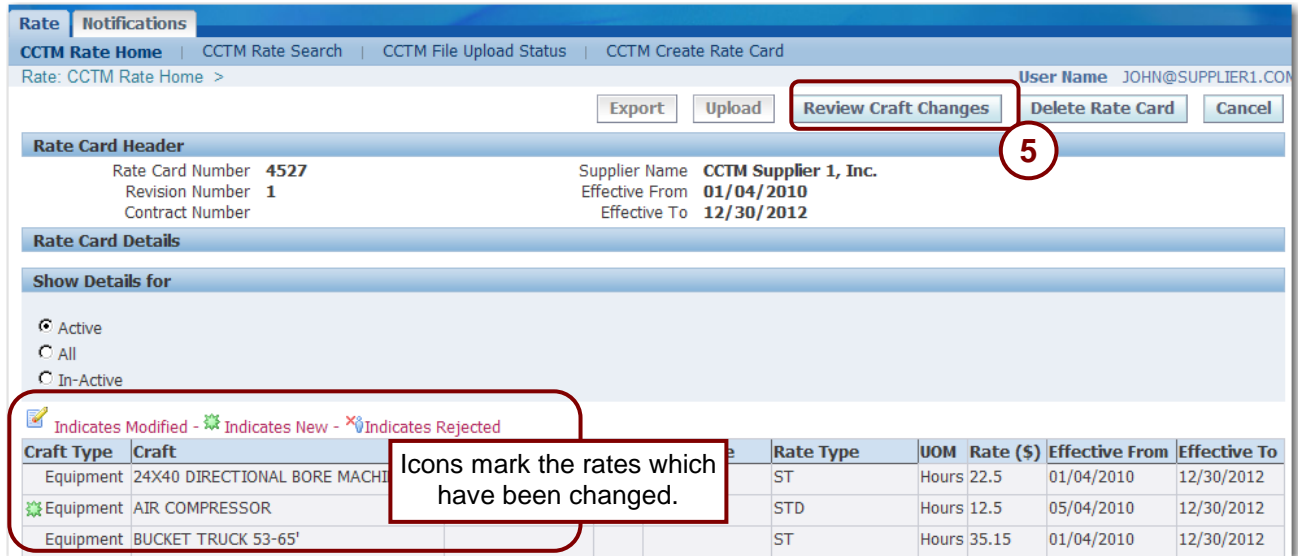 Rate Notifications
CCTM Rate Home | CCTM Rate Search | CCTM File Upload Status | CCTM Create Rate Card
Rate: CCTM Rate Home > User Name JOHN@SUPPLIER1.COM
Export Upload Review Craft Changes Delete Rate Card Cancel
5
Rate Card Header
Rate Card Number 4527 Supplier Name CCTM Supplier 1, Inc.
Revision Number 1 Effective From 01/04/2010
Contract Number Effective To 12/30/2012
Rate Card Details
Show Details for
Active
All
In-Active
Indicates Modified - Indicates New - Indicates Rejected
Craft Type Craft Rate Type UOM Rate ($) Effective From Effective To
Equipment 24X40 DIRECTIONAL BORE MACHI ST Hours 22.5 01/04/2010 12/30/2012
Equipment AIR COMPRESSOR STD Hours 12.5 05/04/2010 12/30/2012
Equipment BUCKET TRUCK 53-65' ST Hours 35.15 01/04/2010 12/30/2012
Icons mark the rates which
have been changed.